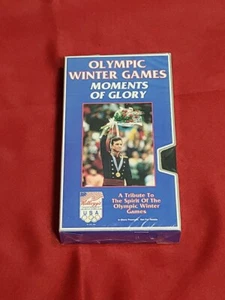 OLYMPIC
WINTER GAMES
MOMENTS
OF GLORY
A Tribute To
The Spirit Of The
Olympic Winter
Games
USA